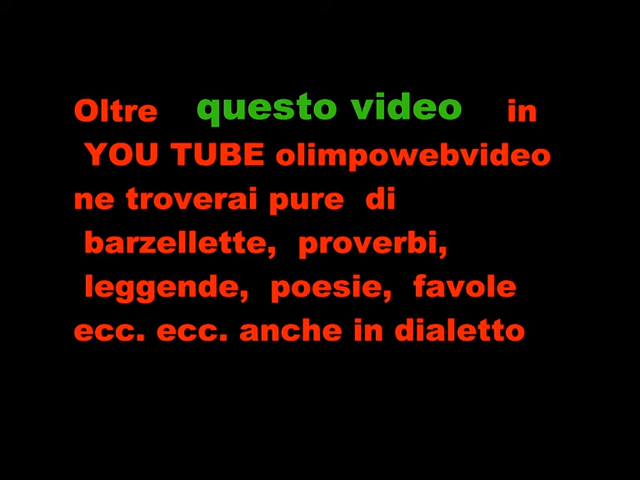 Oltre questo video in
YOU TUBE olimpowebvideo
ne troverai pure di
barzellette, proverbi,
leggende, poesie, favole
ecc. ecc. anche in dialetto